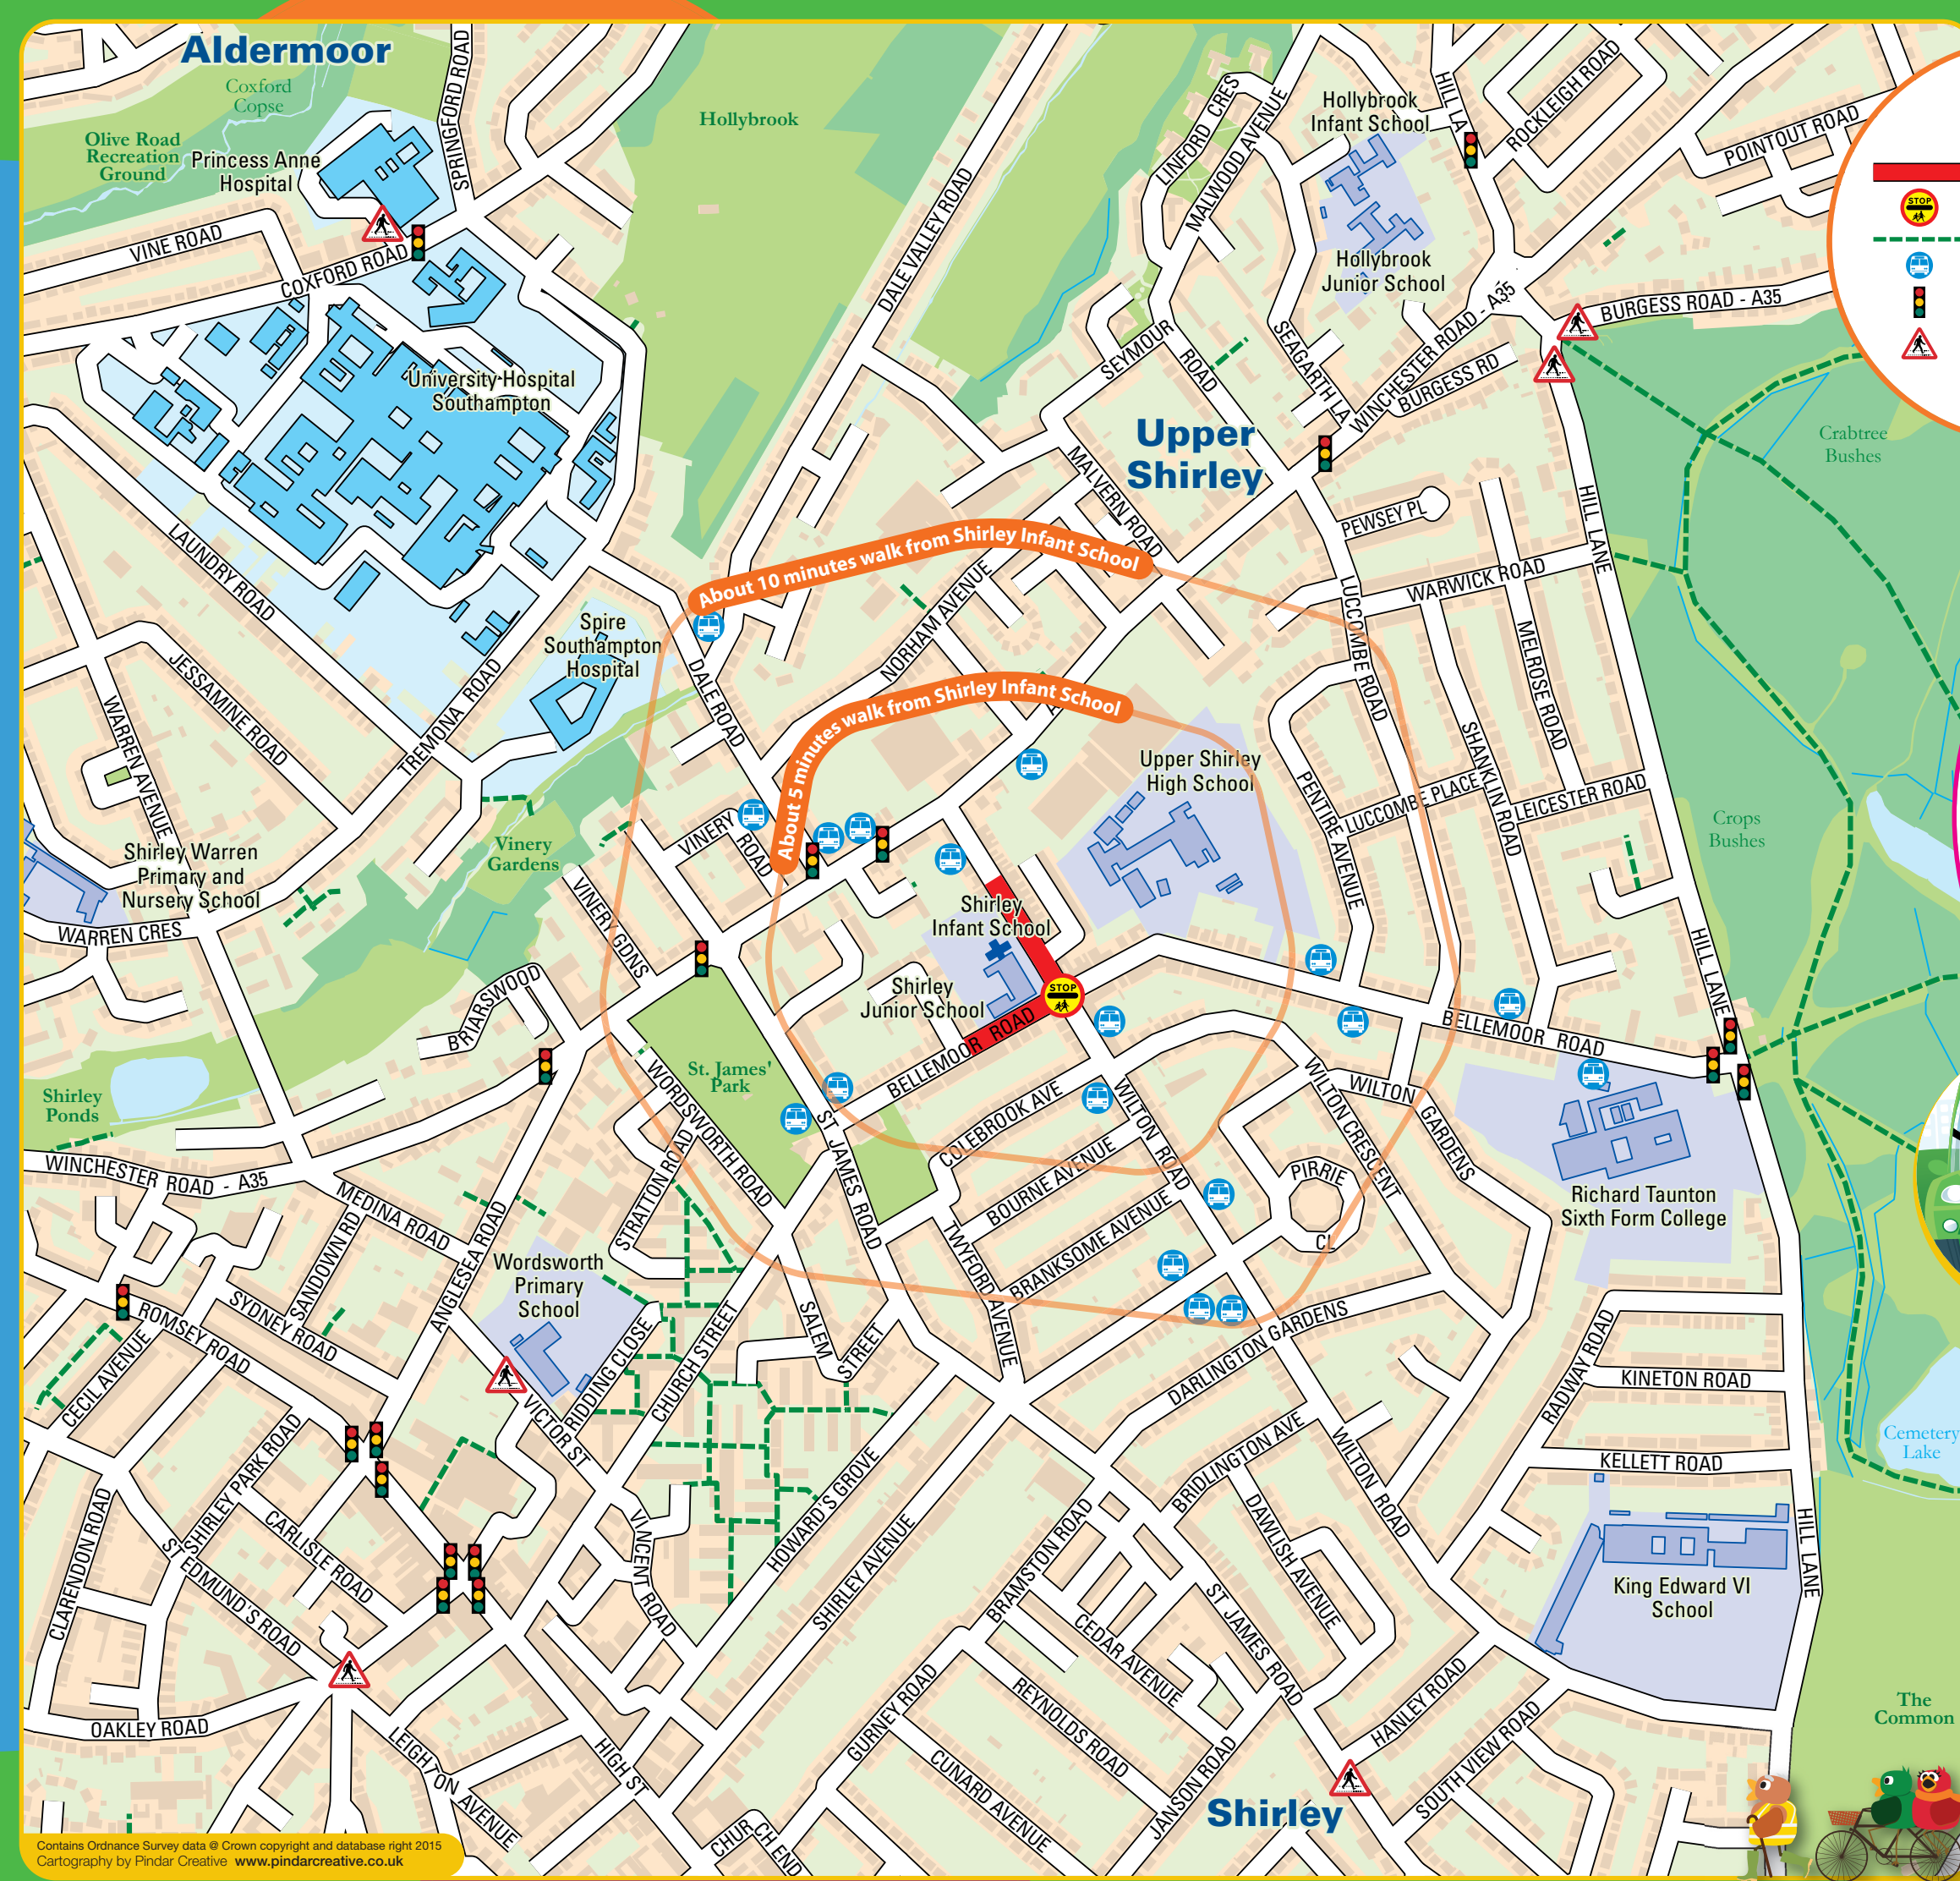 Aldermoor
Coxford
Copse
Olive Road
Recreation
Ground
Princess Anne
Hospital
SPRINGFORD ROAD
Hollybrook
VINE ROAD
COXFORD ROAD
University Hospital
Southampton
DALE VALLEY ROAD
LINFORD CRES
MALWOOD AVENUE
Hollybrook
Infant School
HILL LA
ROCKLEIGH ROAD
POINTOUT ROAD
STOP
Hollybrook
Junior School
SEAGARTH LA
WINCHESTER ROAD - A35
BURGESS ROAD - A35
BURGESS RD
SEYMOUR
ROAD
Upper
Shirley
MALVERN ROAD
Crabtree
Bushes
HILL LANE
PEWSEY PL
WARWICK ROAD
LUCCOMBE ROAD
MELROSE ROAD
SHANKLIN ROAD
LUCCOMBE PLACE
LEICESTER ROAD
PENTIRE AVENUE
Crops
Bushes
HILL LANE
LAUNDRY ROAD
JESSAMINE ROAD
WARREN AVENUE
TREMONA ROAD
Spire
Southampton
Hospital
About 10 minutes walk from Shirley Infant School
NORHAM AVENUE
DALE ROAD
About 5 minutes walk from Shirley Infant School
Upper Shirley
High School
Shirley Warren
Primary and
Nursery School
WARREN CRES
Vinery
Gardens
VINERY
ROAD
VINERY GDNS
Shirley
Infant School
Shirley
Junior School
STOP
BELLEMOOR ROAD
BELLEMOOR ROAD
BRIARSWOOD
Shirley
Ponds
St. James'
Park
WORDSWORTH ROAD
ST JAMES ROAD
COLEBROOK AVE
WILTON ROAD
WILTON CRESCENT
WILTON GARDENS
Richard Taunton
Sixth Form College
WINCHESTER ROAD - A35
MEDINA ROAD
SANDOWN RD
ANGLESEA ROAD
STRATTON ROAD
BOURNE AVENUE
BRANKSOME AVENUE
TWYFORD AVENUE
PIRRIE
CL
Wordsworth
Primary
School
ROMSEY ROAD
SYDNEY ROAD
CECIL AVENUE
RIDDING CLOSE
CHURCH STREET
SALEM
STREET
DARLINGTON GARDENS
RADWAY ROAD
KINETON ROAD
KELLETT ROAD
Cemetery
Lake
VICTOR ST
SHIRLEY PARK ROAD
CLARENDON ROAD
CARLISLE ROAD
ST EDMUND'S ROAD
VINCENT ROAD
HOWARD'S GROVE
SHIRLEY AVENUE
BRAMSTON ROAD
BRIDLINGTON AVE
DAWLISH AVENUE
WILTON ROAD
HILL LANE
King Edward VI
School
CEDAR AVENUE
ST JAMES ROAD
HANLEY ROAD
SOUTH VIEW ROAD
The
Common
OAKLEY ROAD
LEIGHTON AVENUE
HIGH ST
GURNEY ROAD
REYNOLDS ROAD
CUNARD AVENUE
JANSON ROAD
CHURCH END
Shirley
Contains Ordnance Survey data @ Crown copyright and database right 2015
Cartography by Pindar Creative www.pindarcreative.co.uk